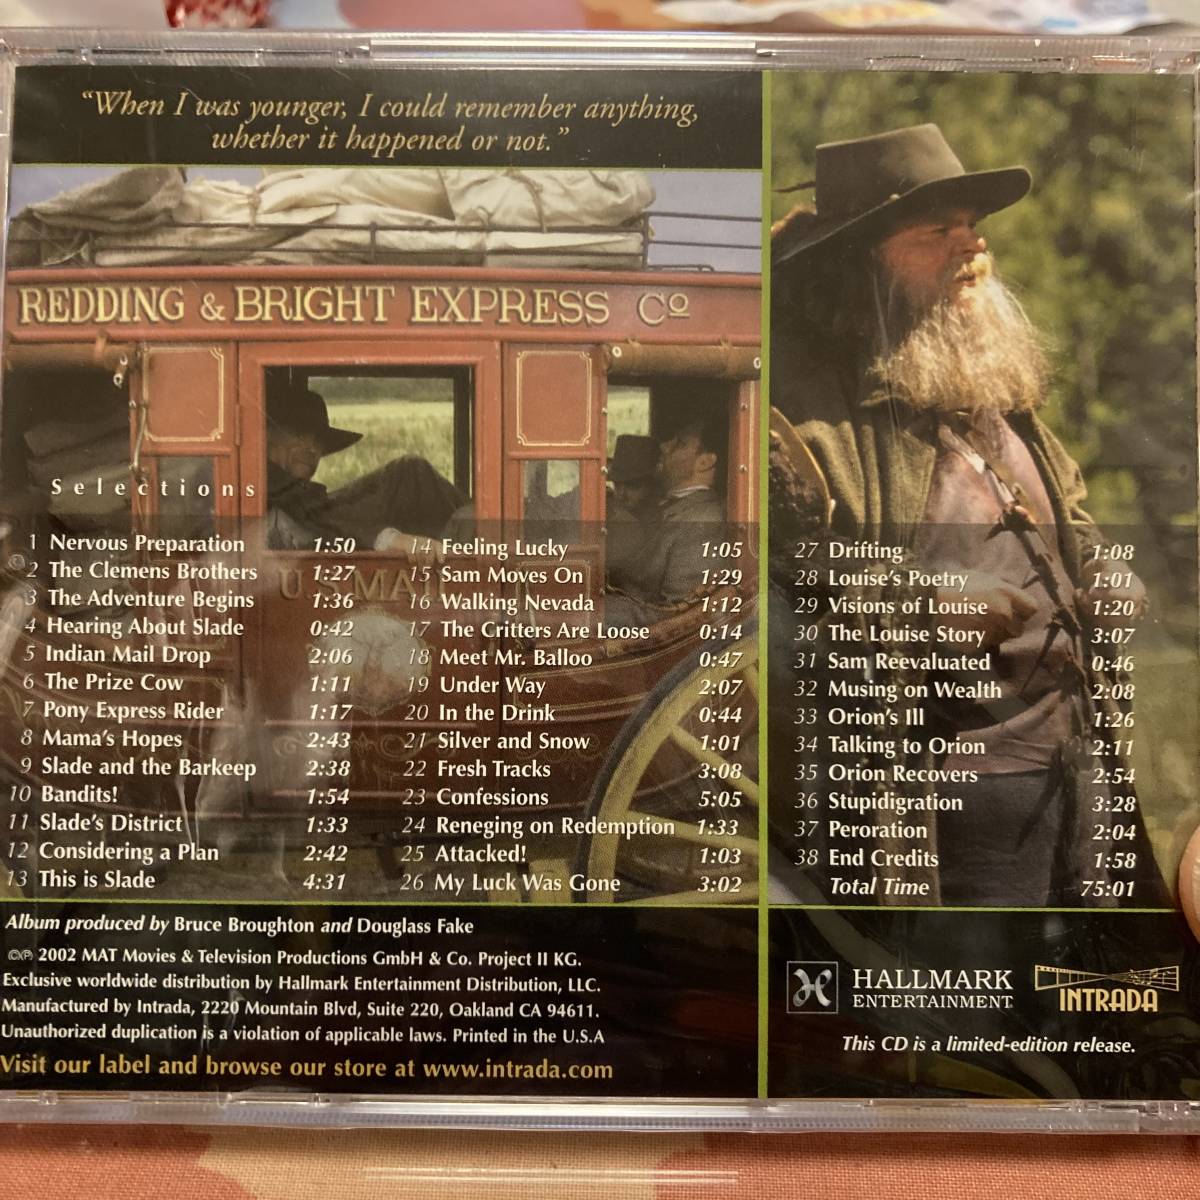 “When I was younger, I could remember anything,
whether it happened or not.”
REDDING & BRIGHT EXPRESS Co
Selections
1 Nervous Preparation 1:50
2 The Clemens Brothers 1:27
3 The Adventure Begins 1:36
4 Hearing About Slade 0:42
5 Indian Mail Drop 2:06
6 The Prize Cow 1:11
7 Pony Express Rider 1:17
8 Mama's Hopes 2:43
9 Slade and the Barkeep 2:38
10 Bandits! 1:54
11 Slade's District 1:33
12 Considering a Plan 2:42
13 This is Slade 4:31
14 Feeling Lucky 1:05
15 Sam Moves On 1:29
16 Walking Nevada 1:12
17 The Critters Are Loose 0:14
18 Meet Mr. Balloo 0:47
19 Under Way 2:07
20 In the Drink 0:44
21 Silver and Snow 1:01
22 Fresh Tracks 3:08
23 Confessions 5:05
24 Reneging on Redemption 1:33
25 Attacked! 1:03
26 My Luck Was Gone 3:02
27 Drifting 1:08
28 Louise's Poetry 1:01
29 Visions of Louise 1:20
30 The Louise Story 3:07
31 Sam Reevaluated 0:46
32 Musing on Wealth 2:08
33 Orion's Ill 1:26
34 Talking to Orion 2:11
35 Orion Recovers 2:54
36 Stupidigration 3:28
37 Peroration 2:04
38 End Credits 1:58
Total Time 75:01
Album produced by Bruce Broughton and Douglass Fake
©℗ 2002 MAT Movies & Television Productions GmbH & Co. Project II KG.
Exclusive worldwide distribution by Hallmark Entertainment Distribution, LLC.
Manufactured by Intrada, 2220 Mountain Blvd, Suite 220, Oakland CA 94611.
Unauthorized duplication is a violation of applicable laws. Printed in the U.S.A
Visit our label and browse our store at www.intrada.com
HALLMARK
ENTERTAINMENT
INTRADA
This CD is a limited-edition release.